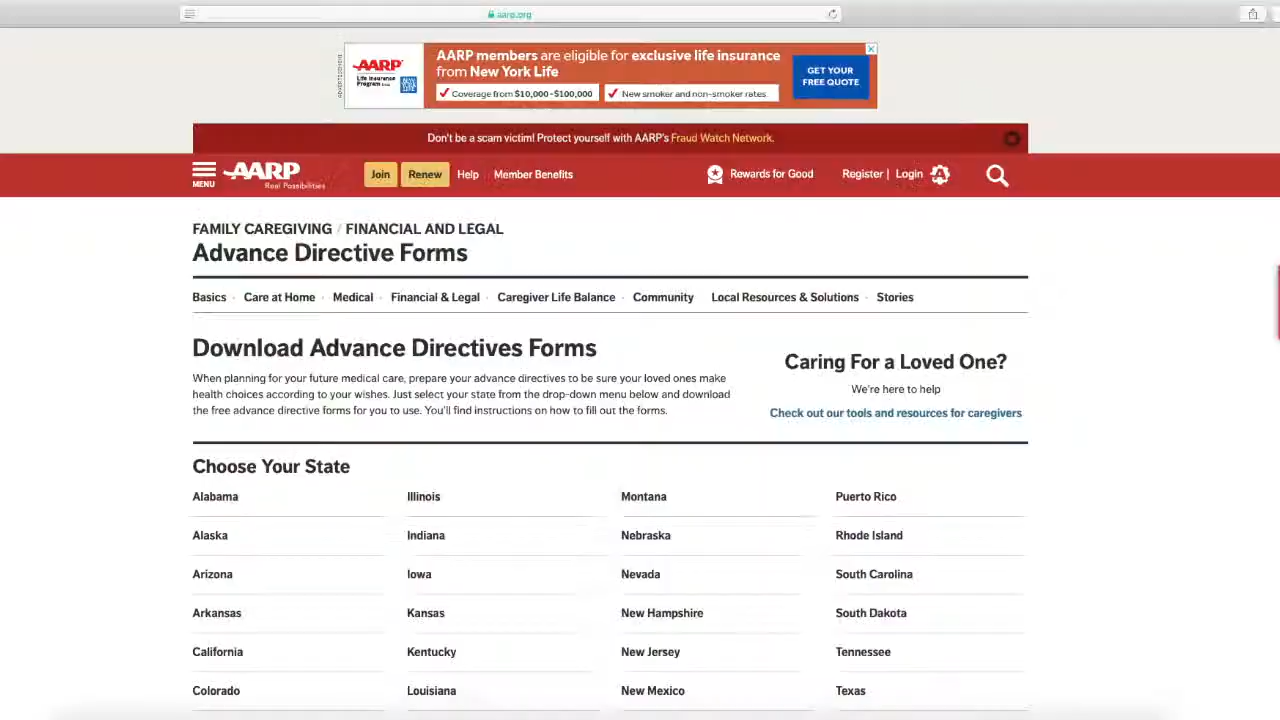 aarp.org
ADVERTISEMENT
AARP
Life Insurance
AARP members are eligible for exclusive life insurance
from New York Life
Coverage from $10,000-$100,000
New smoker and non-smoker rates.
GET YOUR
FREE QUOTE
Don't be a scam victim! Protect yourself with AARP's Fraud Watch Network.
MENU
AARP
Real Possibilities
Join
Renew
Help
Member Benefits
Rewards for Good
Register | Login
FAMILY CAREGIVING / FINANCIAL AND LEGAL
Advance Directive Forms
Basics · Care at Home · Medical · Financial & Legal · Caregiver Life Balance · Community Local Resources & Solutions · Stories
Download Advance Directives Forms
When planning for your future medical care, prepare your advance directives to be sure your loved ones make
health choices according to your wishes. Just select your state from the drop-down menu below and download
the free advance directive forms for you to use. You'll find instructions on how to fill out the forms.
Caring For a Loved One?
We're here to help
Check out our tools and resources for caregivers
Choose Your State
Alabama
Illinois
Montana
Puerto Rico
Alaska
Indiana
Nebraska
Rhode Island
Arizona
Iowa
Nevada
South Carolina
Arkansas
Kansas
New Hampshire
South Dakota
California
Kentucky
New Jersey
Tennessee
Colorado
Louisiana
New Mexico
Texas